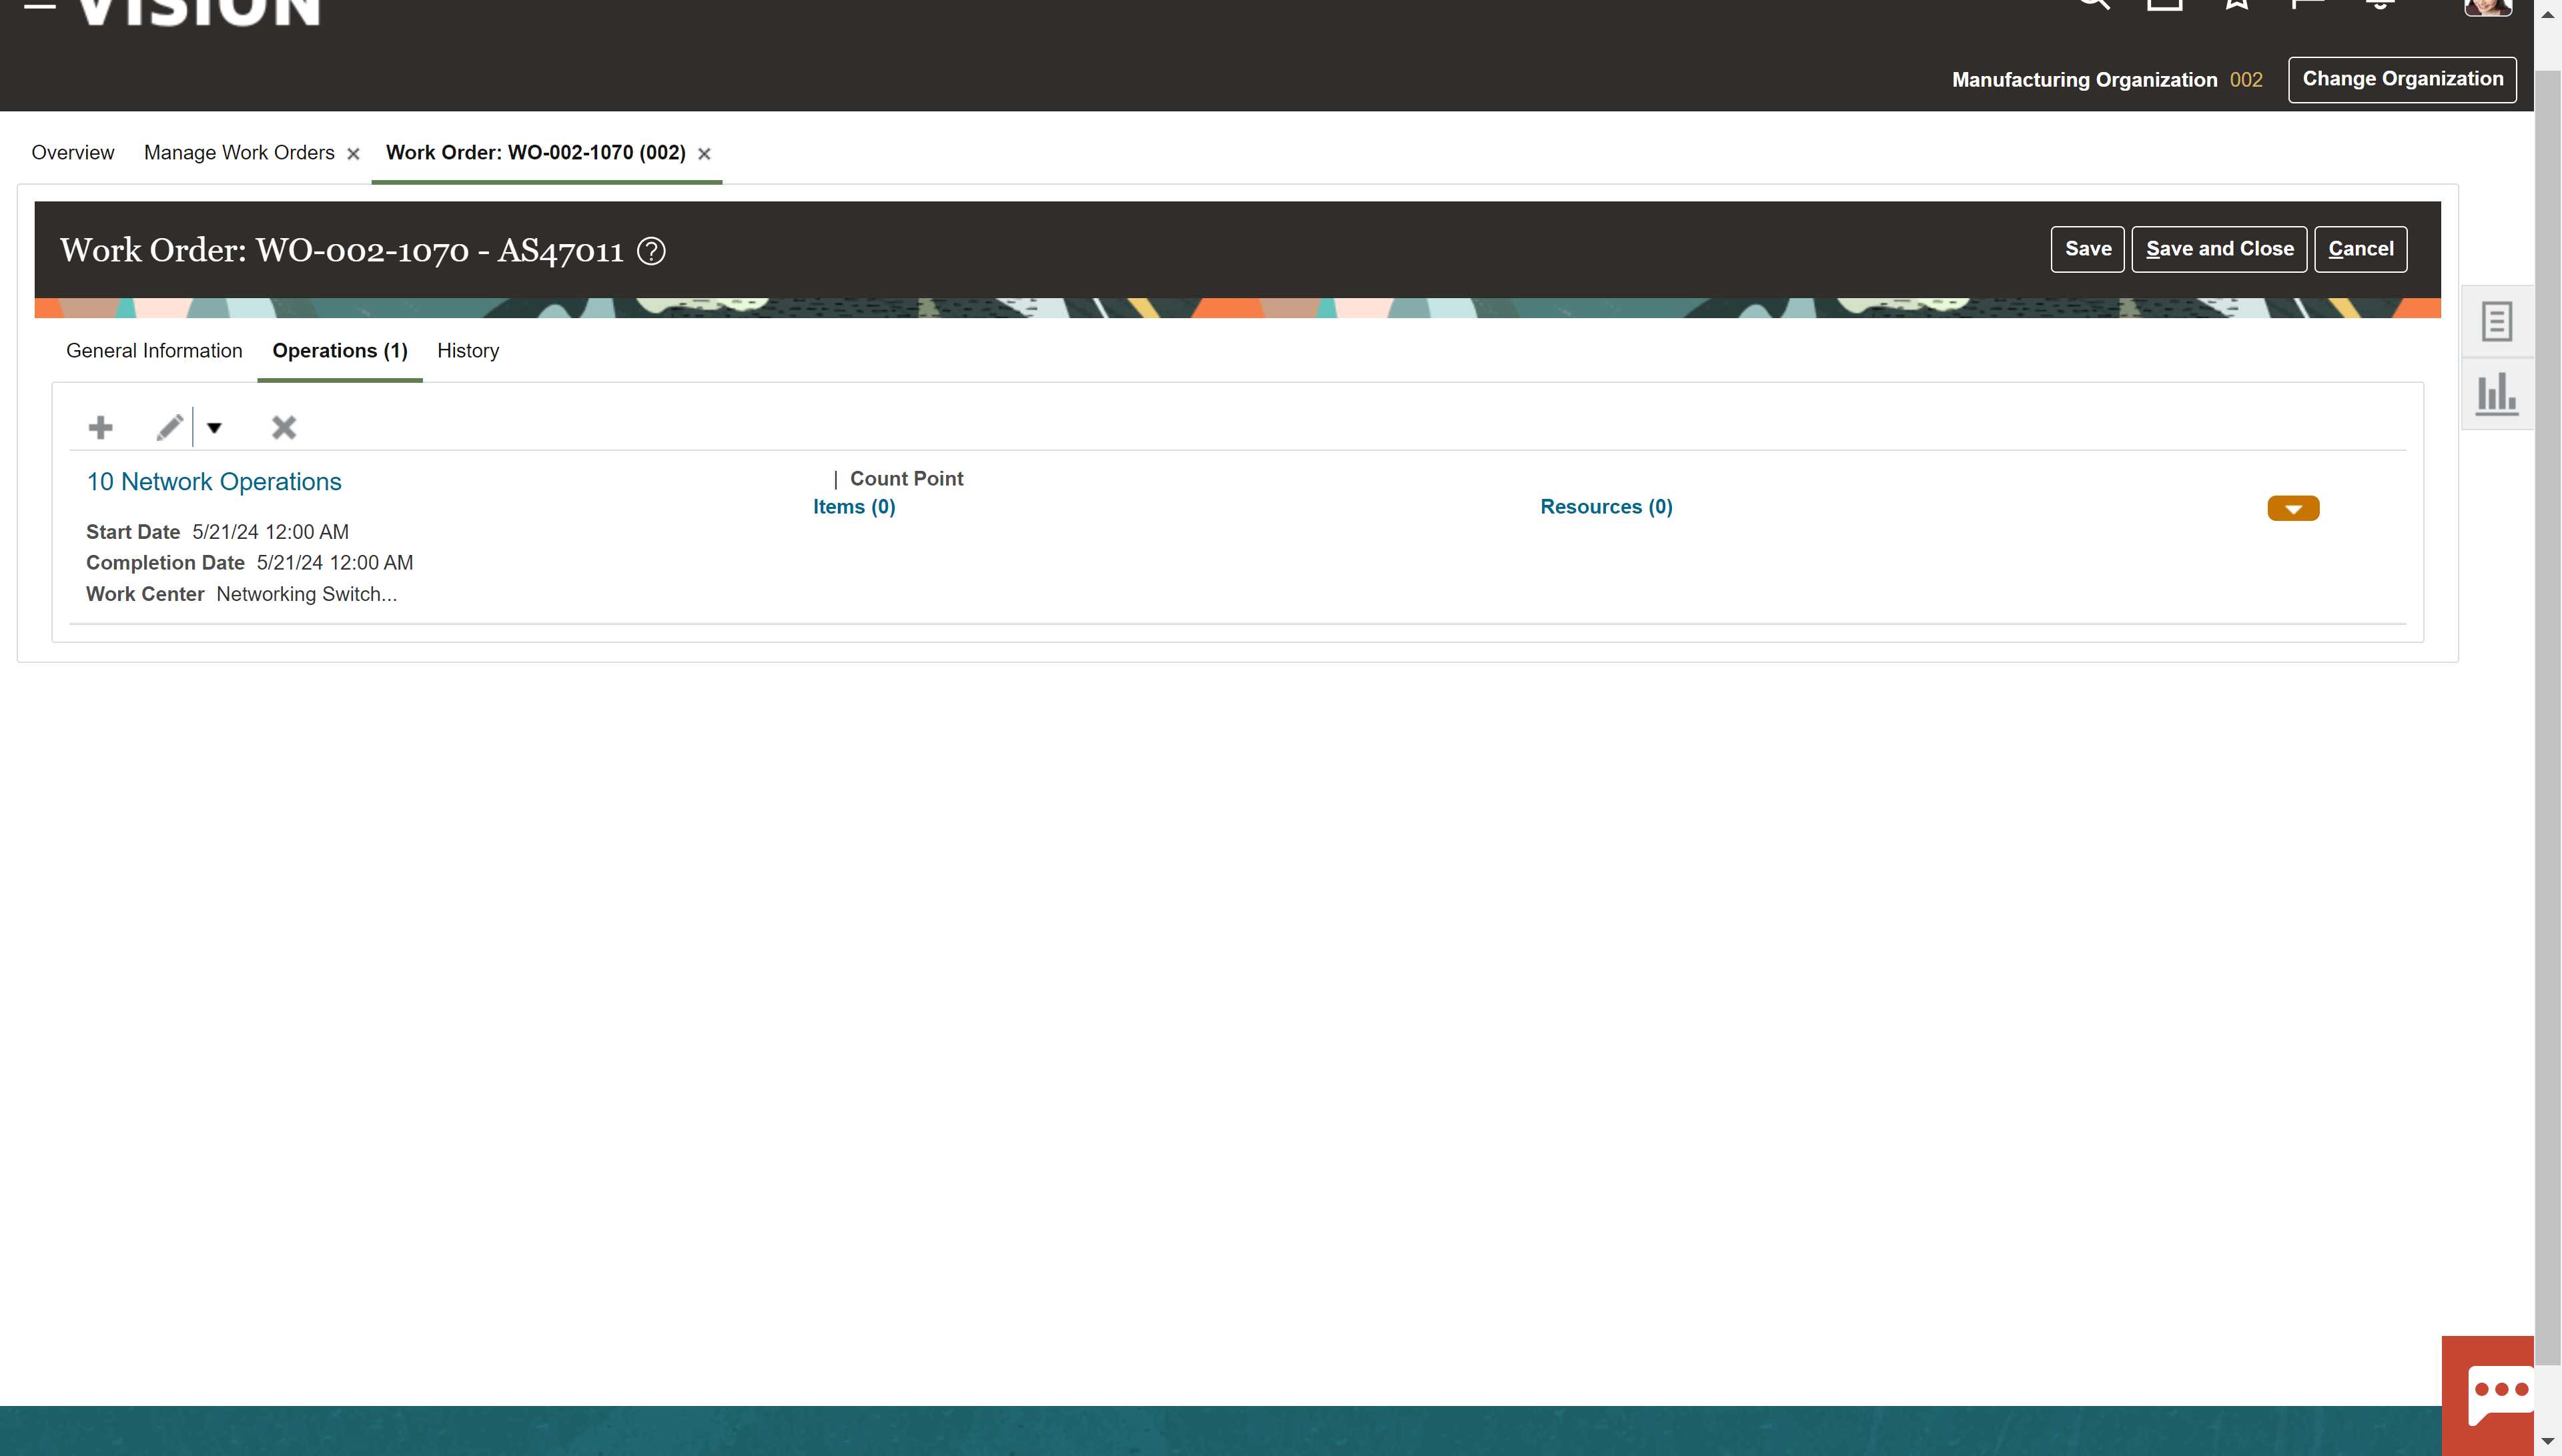 VISION
Manufacturing Organization 002 Change Organization
Overview Manage Work Orders Work Order: WO-002-1070 (002)
Work Order: WO-002-1070 - AS47011
Save Save and Close Cancel
General Information Operations (1) History
10 Network Operations
| Count Point
Items (0)
Resources (0)
Start Date 5/21/24 12:00 AM
Completion Date 5/21/24 12:00 AM
Work Center Networking Switch...